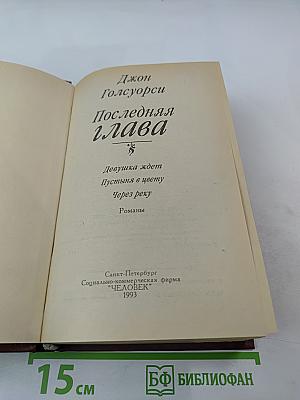 Джон
Голсуорси
Последняя
глава
Девушка ждет
Пустыня в цвету
Через реку
Романы
Санкт-Петербург
Социально-коммерческая фирма
"ЧЕЛОВЕК"
1993
15 см
БФ БИБЛИОФАН